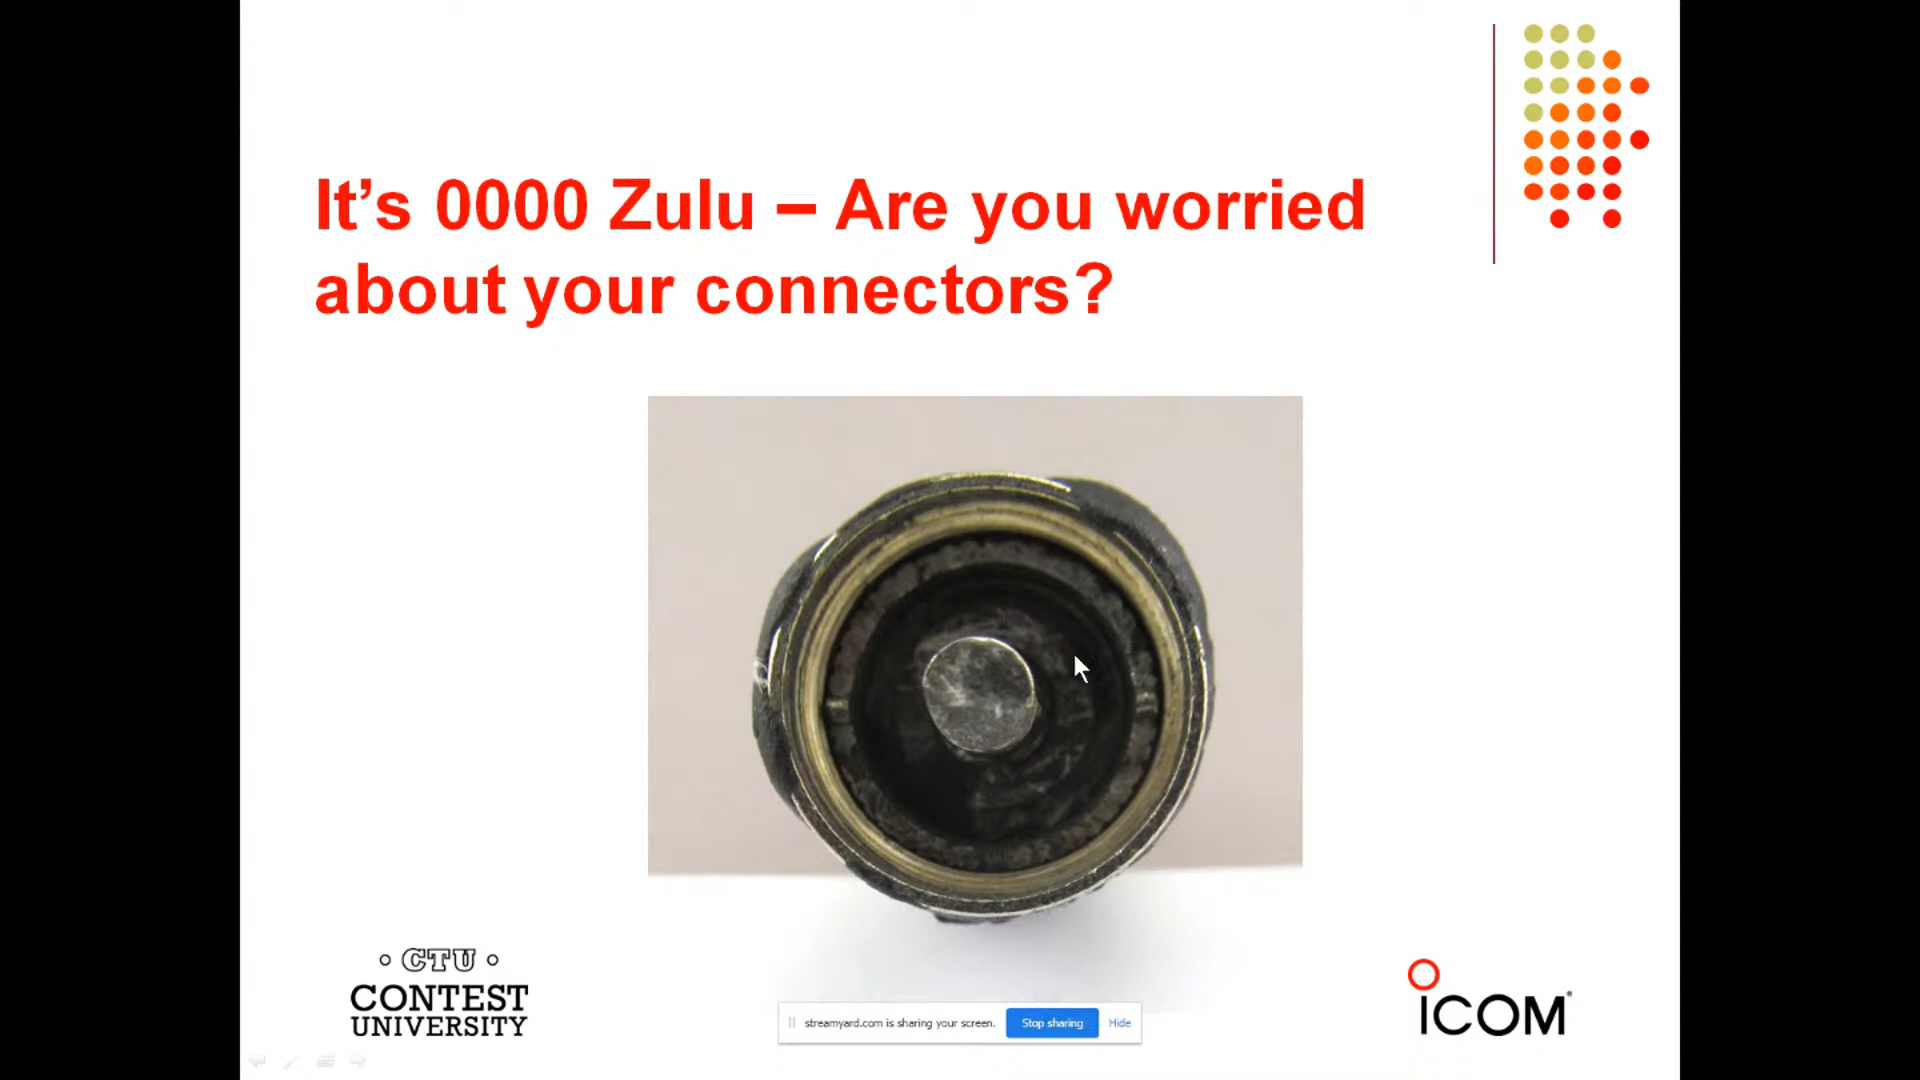 It’s 0000 Zulu – Are you worried
about your connectors?
CTU
CONTEST
UNIVERSITY
streamyard.com is sharing your screen.
Stop sharing
Hide
ICOM